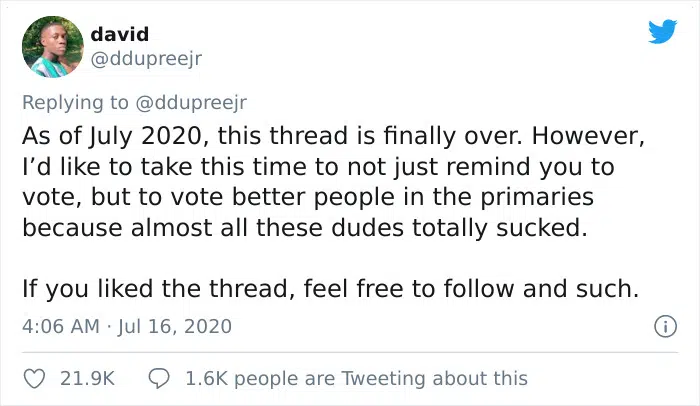 david
@ddupreejr
Replying to @ddupreejr
As of July 2020, this thread is finally over. However,
I’d like to take this time to not just remind you to
vote, but to vote better people in the primaries
because almost all these dudes totally sucked.
If you liked the thread, feel free to follow and such.
4:06 AM · Jul 16, 2020
21.9K 1.6K people are Tweeting about this